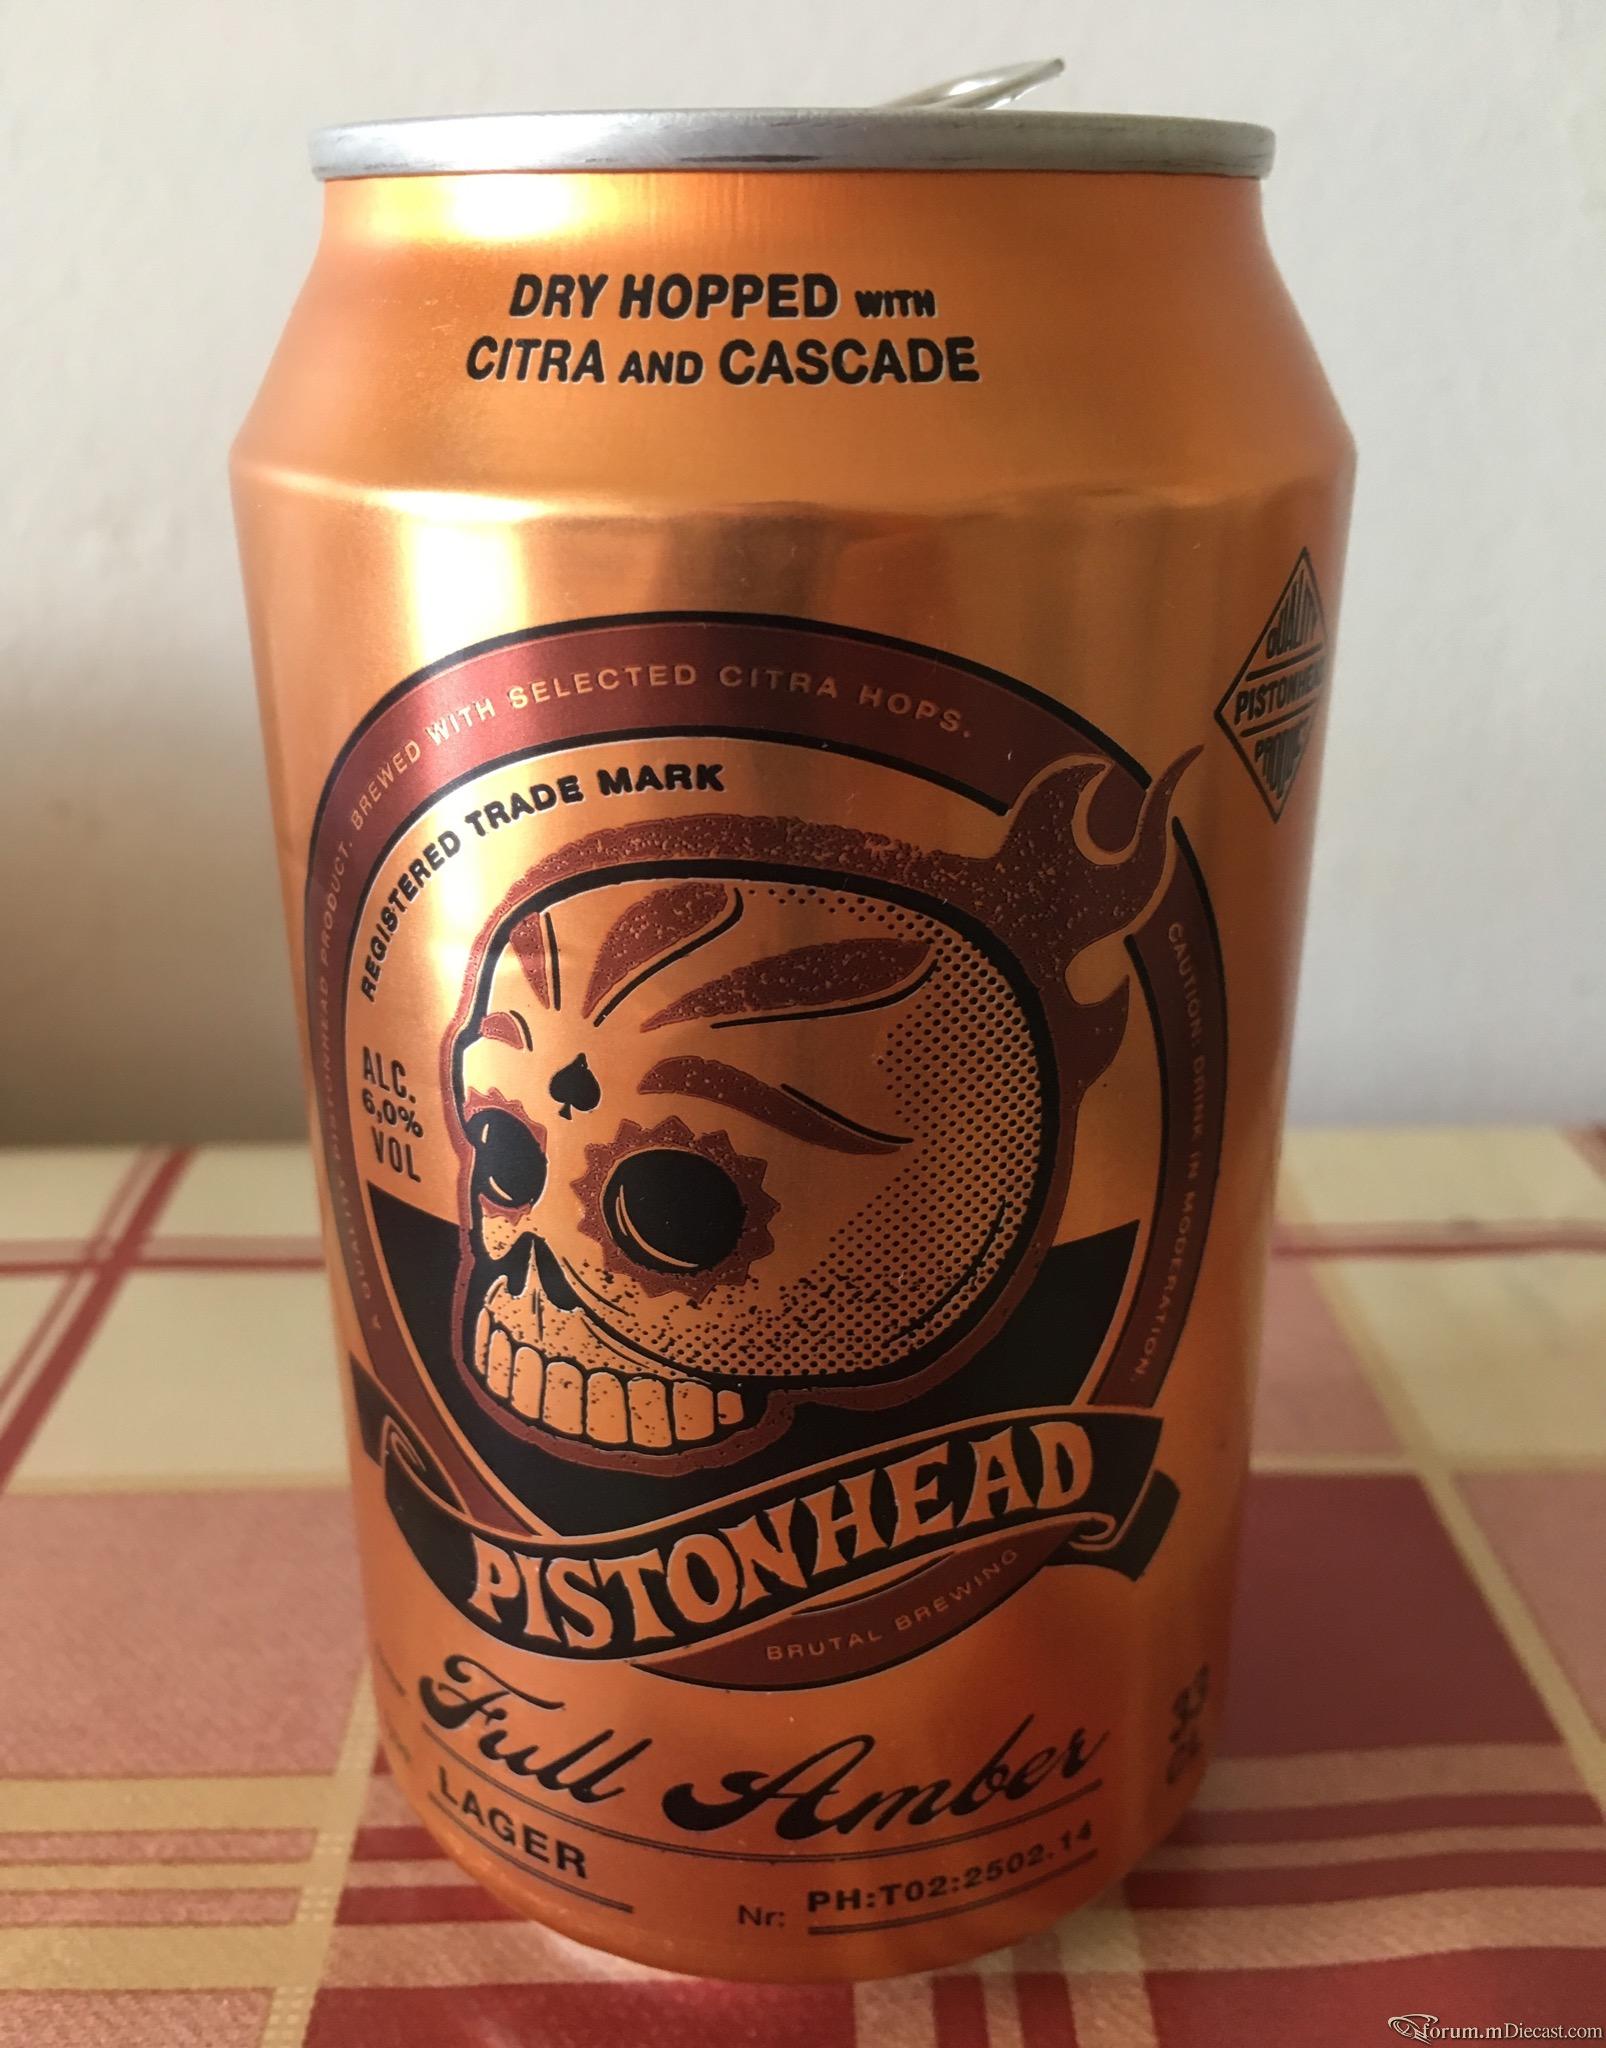 DRY HOPPED WITH
CITRA AND CASCADE
QUALITY
PISTONHEAD
A QUALITY PISTONHEAD PRODUCT. BREWED WITH SELECTED CITRA HOPS.
REGISTERED TRADE MARK
CAUTION: DRINK IN MODERATION.
ALC.
6,0%
VOL
PISTONHEAD
BRUTAL BREWING
Full Amber
LAGER
Nr: PH:T02:2502.14
forum.mDiecast.com